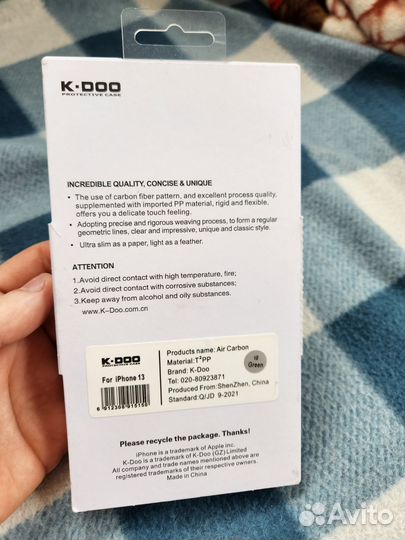 K·DOO
PROTECTIVE CASE
INCREDIBLE QUALITY, CONCISE & UNIQUE
• The use of carbon fiber pattern, and excellent process quality,
supplemented with imported PP material, rigid and flexible,
offers you a delicate touch feeling.
• Adopting precise and rigorous weaving process, to form a regular
geometric lines, clear and impressive, unique and classic style.
• Ultra slim as a paper, light as a feather.
ATTENTION
1.Avoid direct contact with high temperature, fire;
2.Avoid direct contact with corrosive substances;
3.Keep away from alcohol and oily substances.
www.K-Doo.com.cn
K·DOO
PROTECTIVE CASE
For iPhone 13
Products name: Air Carbon
Material:T²PP
Brand: K-Doo
Tel: 020-80923871
Produced From:ShenZhen, China
Standard:Q/JD 9-2021
Green
Please recycle the package. Thanks!
iPhone is a trademark of Apple inc.
K-Doo is a trademark of K-Doo (GZ) Limited
All company and trade names mentioned above are
registered trademarks of their respective owners.
Made in China
Avito